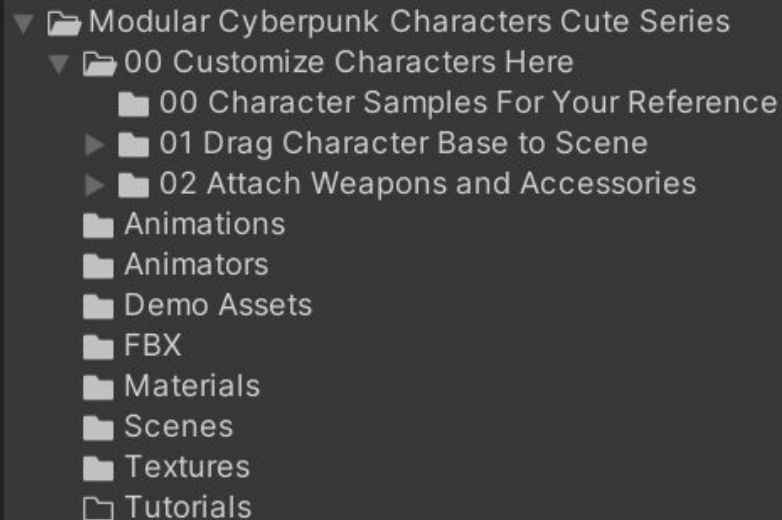 Modular Cyberpunk Characters Cute Series
00 Customize Characters Here
00 Character Samples For Your Reference
01 Drag Character Base to Scene
02 Attach Weapons and Accessories
Animations
Animators
Demo Assets
FBX
Materials
Scenes
Textures
Tutorials